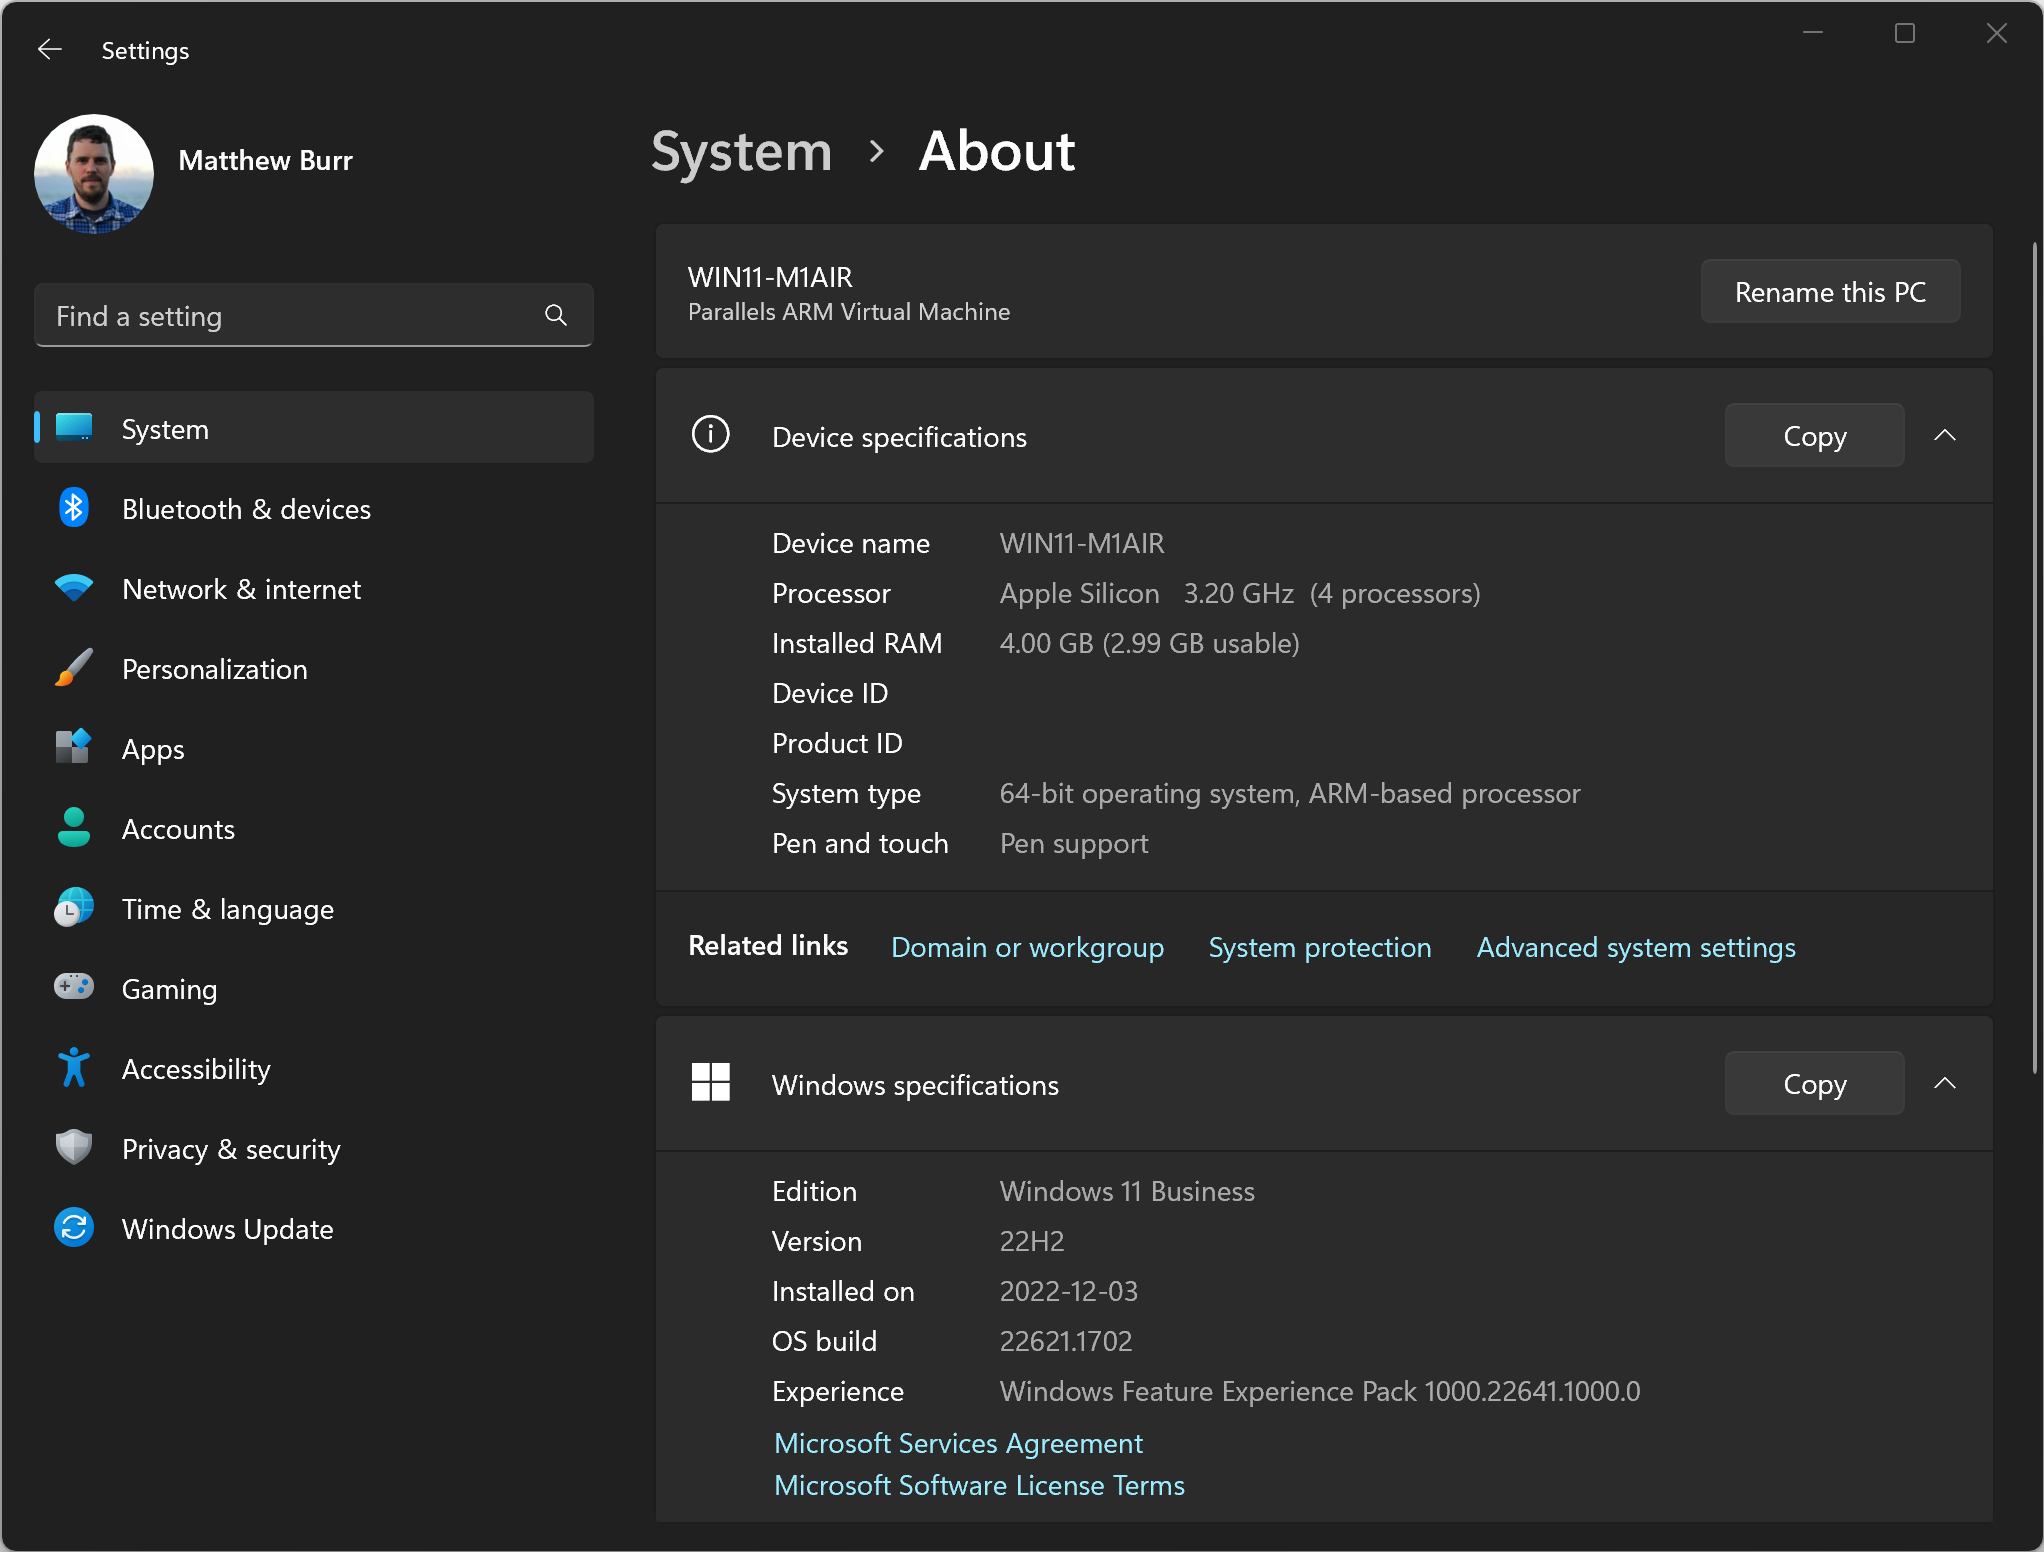 Settings
Matthew Burr
Find a setting
System
Bluetooth & devices
Network & internet
Personalization
Apps
Accounts
Time & language
Gaming
Accessibility
Privacy & security
Windows Update
System > About
WIN11-M1AIR
Parallels ARM Virtual Machine
Rename this PC
Device specifications
Copy
Device name WIN11-M1AIR
Processor Apple Silicon 3.20 GHz (4 processors)
Installed RAM 4.00 GB (2.99 GB usable)
Device ID
Product ID
System type 64-bit operating system, ARM-based processor
Pen and touch Pen support
Related links Domain or workgroup System protection Advanced system settings
Windows specifications
Copy
Edition Windows 11 Business
Version 22H2
Installed on 2022-12-03
OS build 22621.1702
Experience Windows Feature Experience Pack 1000.22641.1000.0
Microsoft Services Agreement
Microsoft Software License Terms